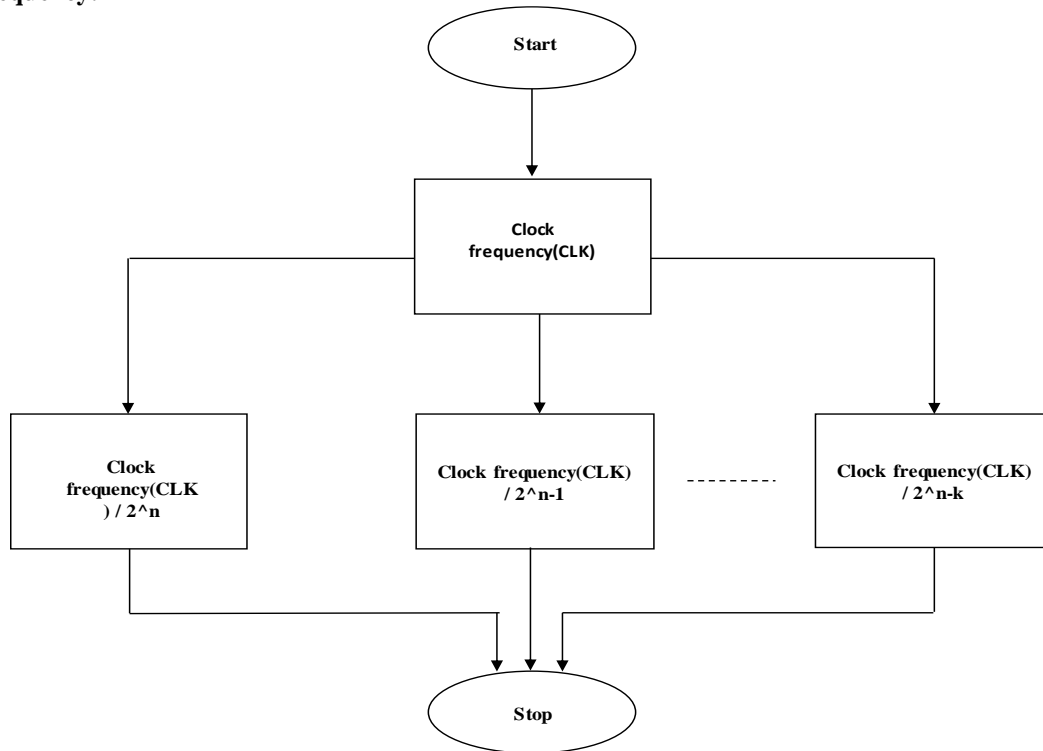 Start
Clock
frequency(CLK)
Clock
frequency(CLK
) / 2^n
Clock frequency(CLK)
/ 2^n-1
Clock frequency(CLK)
/ 2^n-k
Stop